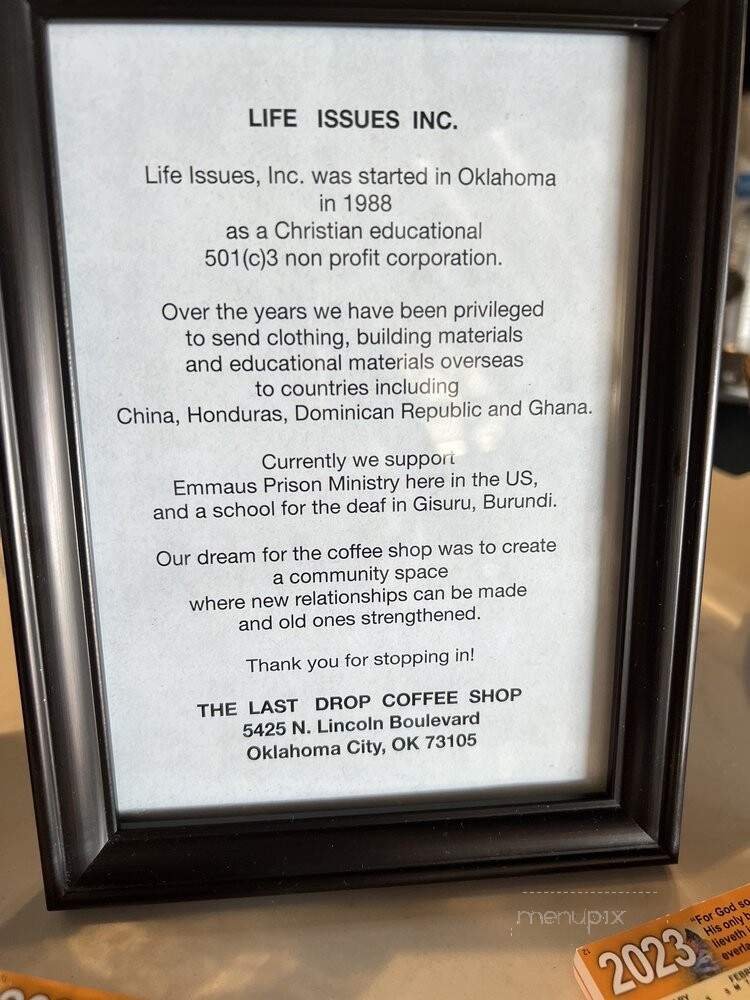 LIFE ISSUES INC.
Life Issues, Inc. was started in Oklahoma
in 1988
as a Christian educational
501(c)3 non profit corporation.
Over the years we have been privileged
to send clothing, building materials
and educational materials overseas
to countries including
China, Honduras, Dominican Republic and Ghana.
Currently we support
Emmaus Prison Ministry here in the US,
and a school for the deaf in Gisuru, Burundi.
Our dream for the coffee shop was to create
a community space
where new relationships can be made
and old ones strengthened.
Thank you for stopping in!
THE LAST DROP COFFEE SHOP
5425 N. Lincoln Boulevard
Oklahoma City, OK 73105
menupix
2023
"For God so
His only
lieveth